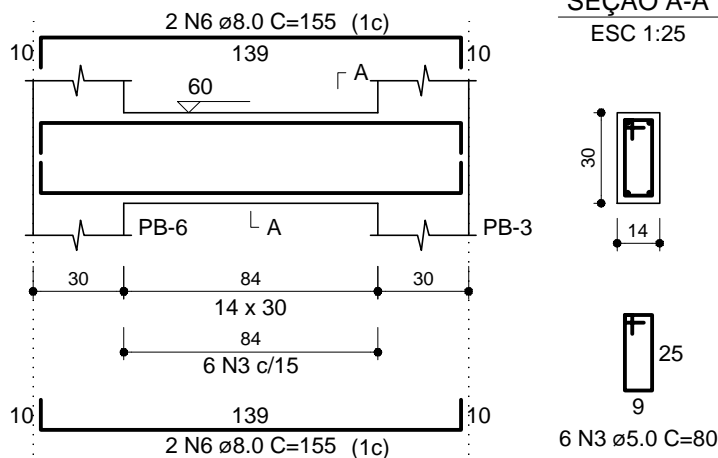 2 N6 ø8.0 C=155 (1c)
10 139 10
A
60
PB-6 A PB-3
30 84 30
14 x 30
84
6 N3 c/15
10 139 10
2 N6 ø8.0 C=155 (1c)
SEÇÃO A-A
ESC 1:25
30
14
25
9
6 N3 ø5.0 C=80